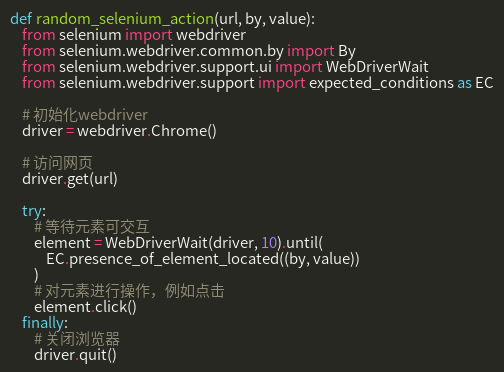 def random_selenium_action(url, by, value):
from selenium import webdriver
from selenium.webdriver.common.by import By
from selenium.webdriver.support.ui import WebDriverWait
from selenium.webdriver.support import expected_conditions as EC
# 初始化webdriver
driver = webdriver.Chrome()
# 访问网页
driver.get(url)
try:
# 等待元素可交互
element = WebDriverWait(driver, 10).until(
EC.presence_of_element_located((by, value))
)
# 对元素进行操作，例如点击
element.click()
finally:
# 关闭浏览器
driver.quit()